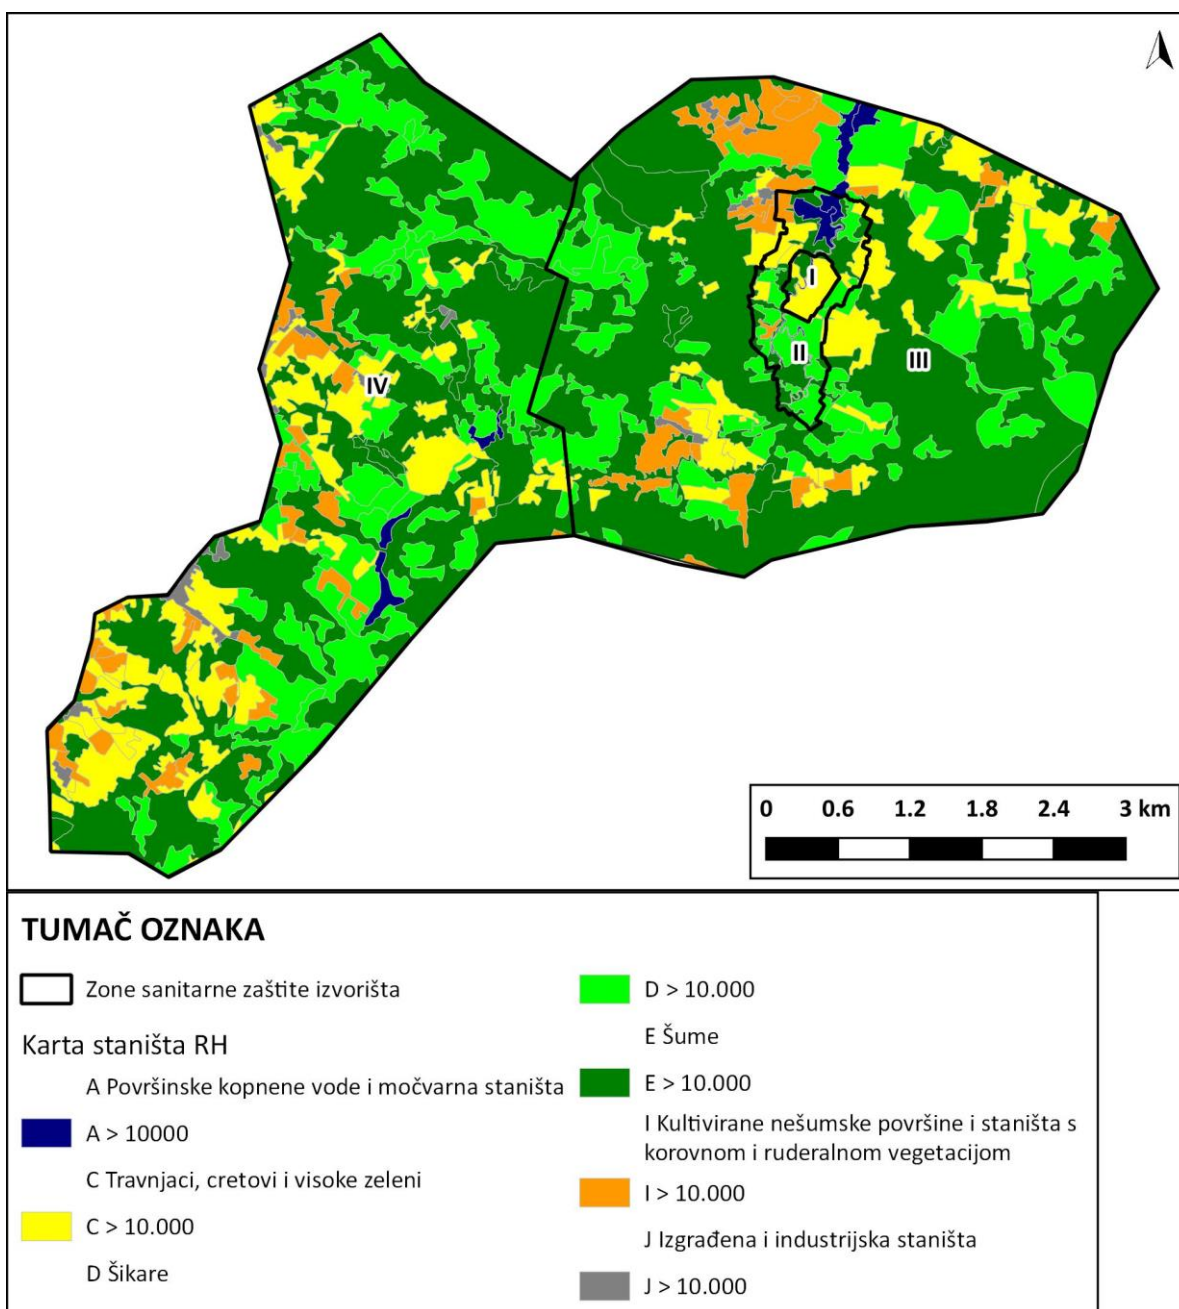 I
II
III
IV
0 0.6 1.2 1.8 2.4 3 km
TUMAČ OZNAKA
Zone sanitarne zaštite izvorišta
Karta staništa RH
A Površinske kopnene vode i močvarna staništa
A > 10000
C Travnjaci, cretovi i visoke zeleni
C > 10.000
D Šikare
D > 10.000
E Šume
E > 10.000
I Kultivirane nešumske površine i staništa s
korovnom i ruderalnom vegetacijom
I > 10.000
J Izgrađena i industrijska staništa
J > 10.000